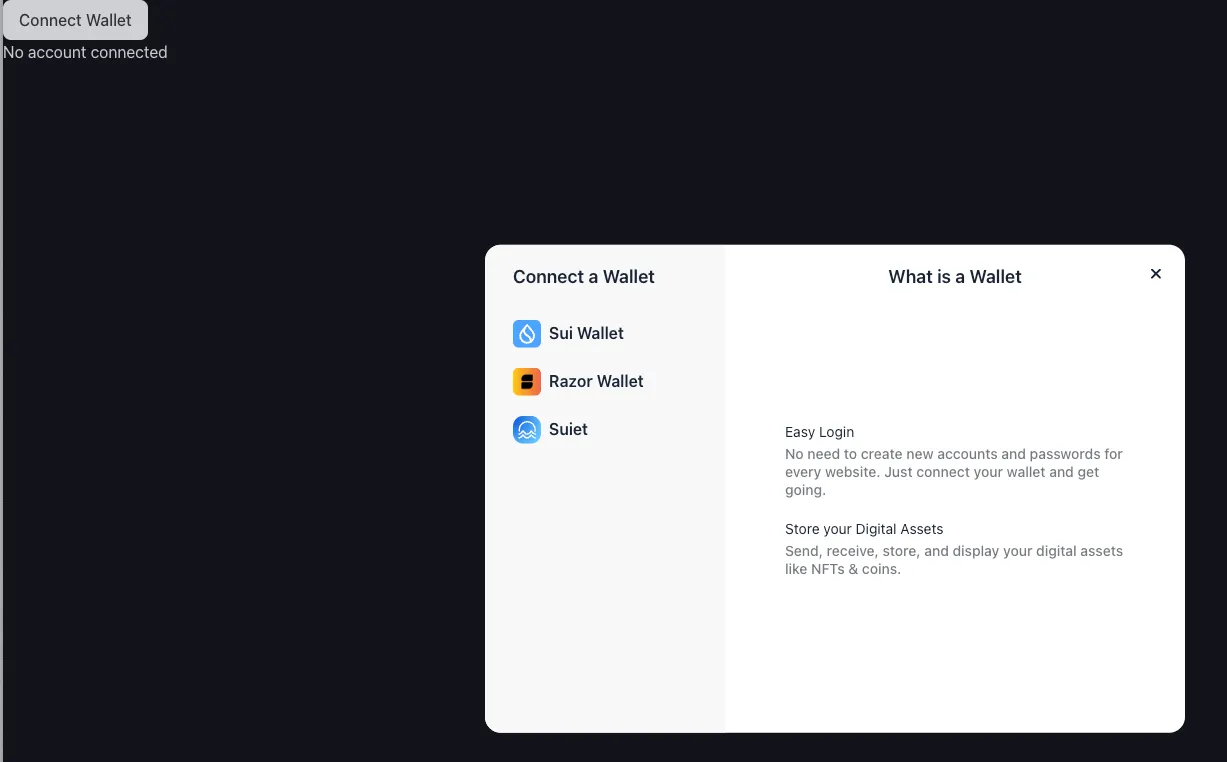 Connect Wallet
No account connected
Connect a Wallet
Sui Wallet
Razor Wallet
Suiet
What is a Wallet
Easy Login
No need to create new accounts and passwords for
every website. Just connect your wallet and get
going.
Store your Digital Assets
Send, receive, store, and display your digital assets
like NFTs & coins.